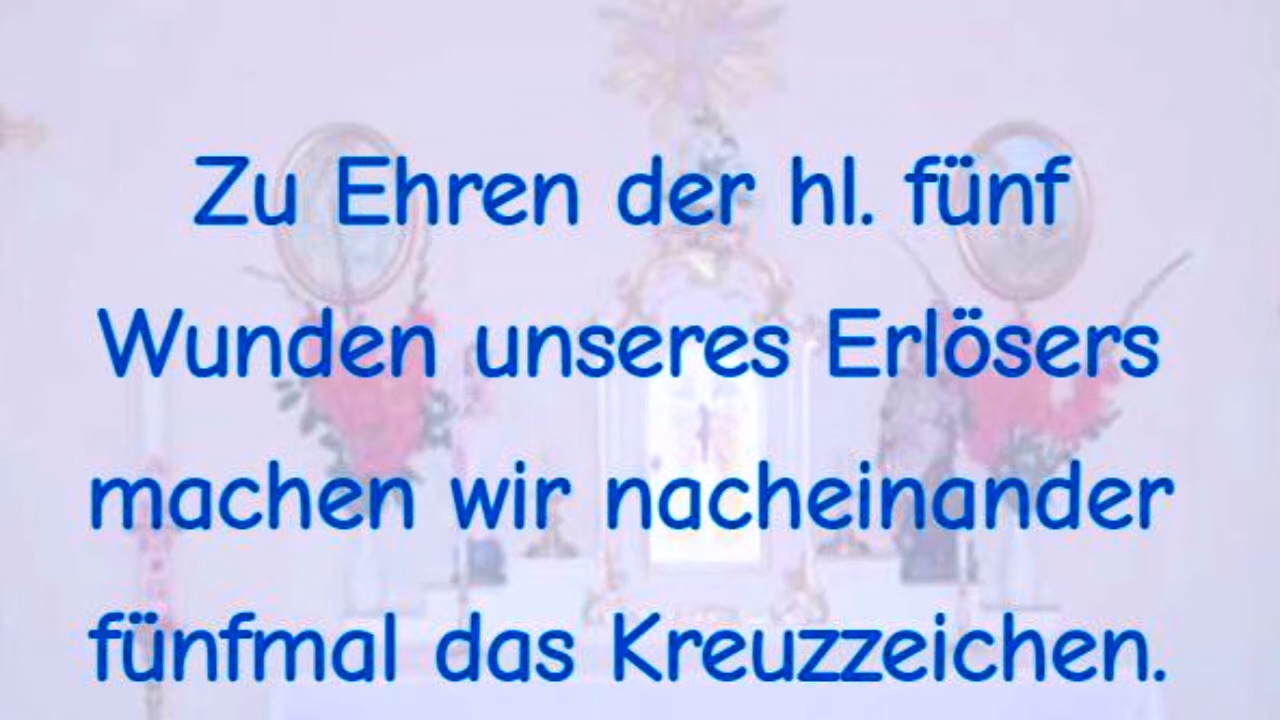 Zu Ehren der hl. fünf
Wunden unseres Erlösers
machen wir nacheinander
fünfmal das Kreuzzeichen.